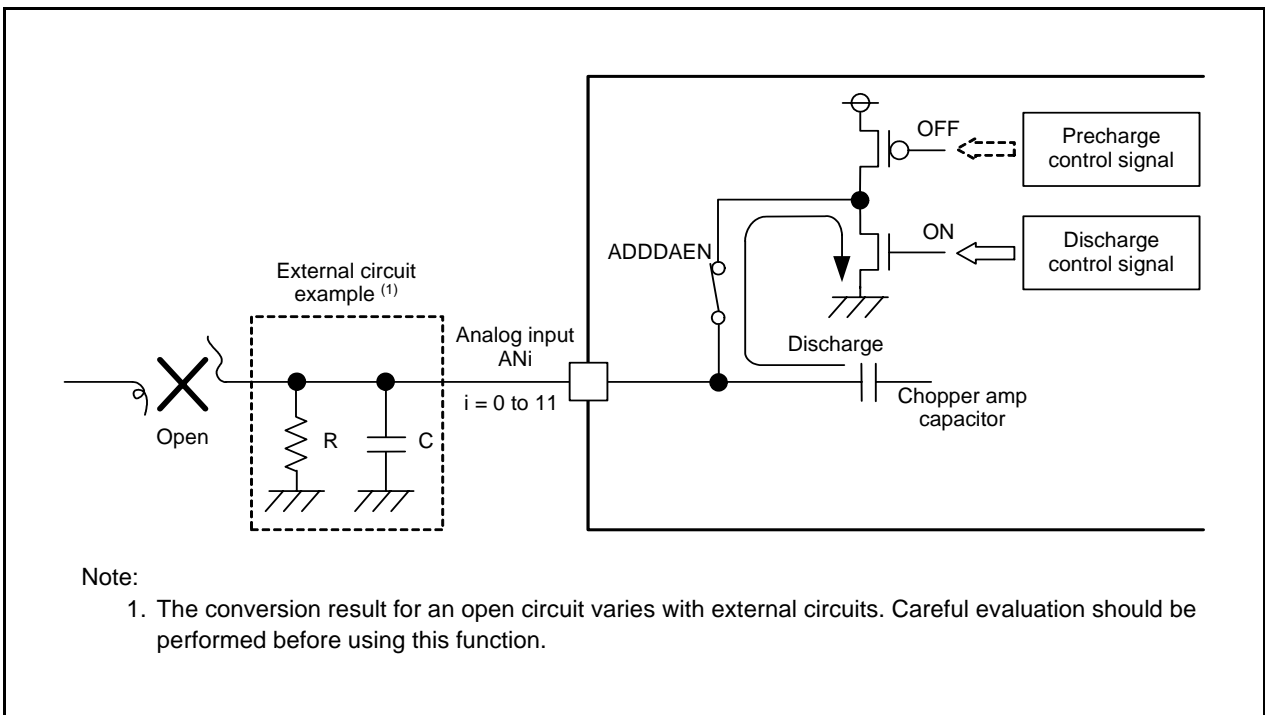 OFF
Precharge
control signal
ON
Discharge
control signal
ADDDAEN
External circuit
example (1)
Analog input
ANi
Discharge
i = 0 to 11
Chopper amp
capacitor
Open
R
C
Note:
1. The conversion result for an open circuit varies with external circuits. Careful evaluation should be
performed before using this function.